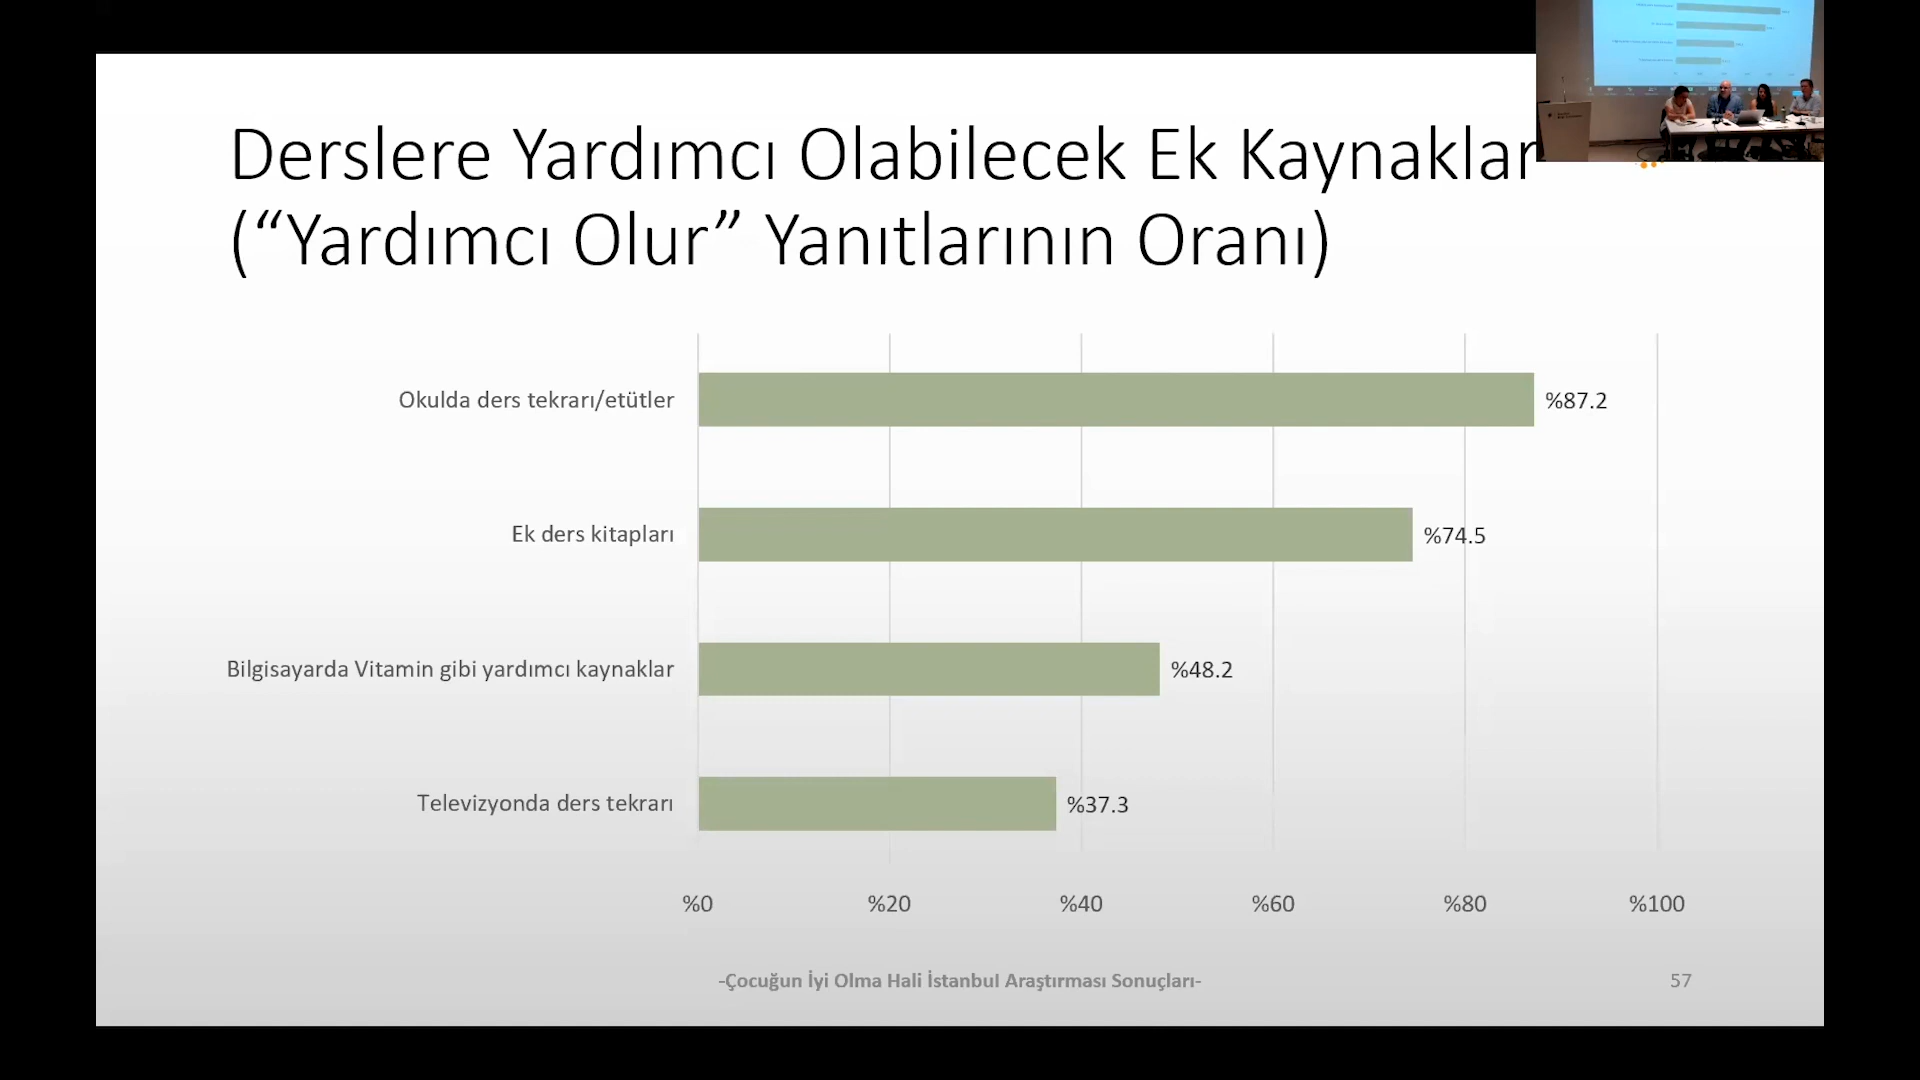 Derslere Yardımcı Olabilecek Ek Kaynaklar
(“Yardımcı Olur” Yanıtlarının Oranı)
Okulda ders tekrarı/etütler
%87.2
Ek ders kitapları
%74.5
Bilgisayarda Vitamin gibi yardımcı kaynaklar
%48.2
Televizyonda ders tekrarı
%37.3
%0 %20 %40 %60 %80 %100
-Çocuğun İyi Olma Hali İstanbul Araştırması Sonuçları-
57